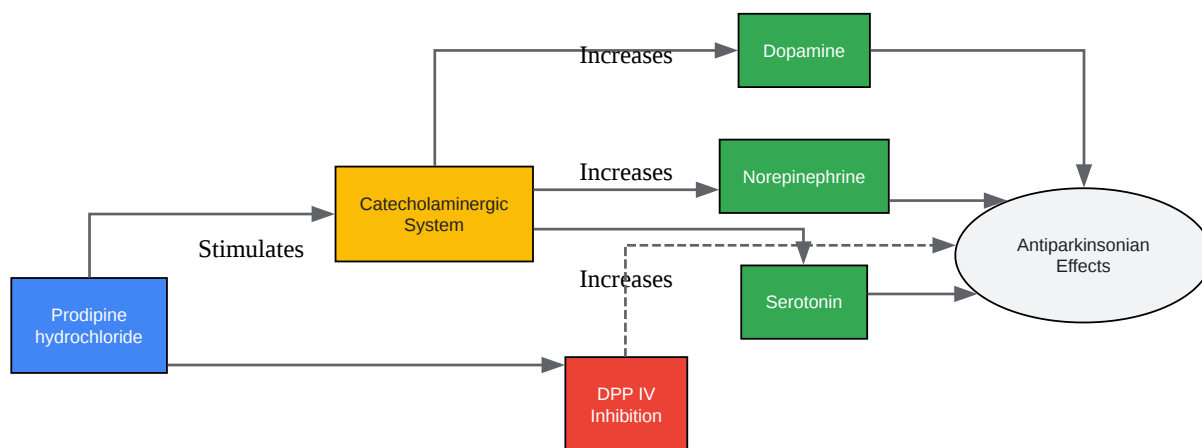 Increases
Dopamine
Increases
Norepinephrine
Catecholaminergic
System
Stimulates
Antiparkinsonian
Effects
Increases
Serotonin
Prodipine
hydrochloride
DPP IV
Inhibition